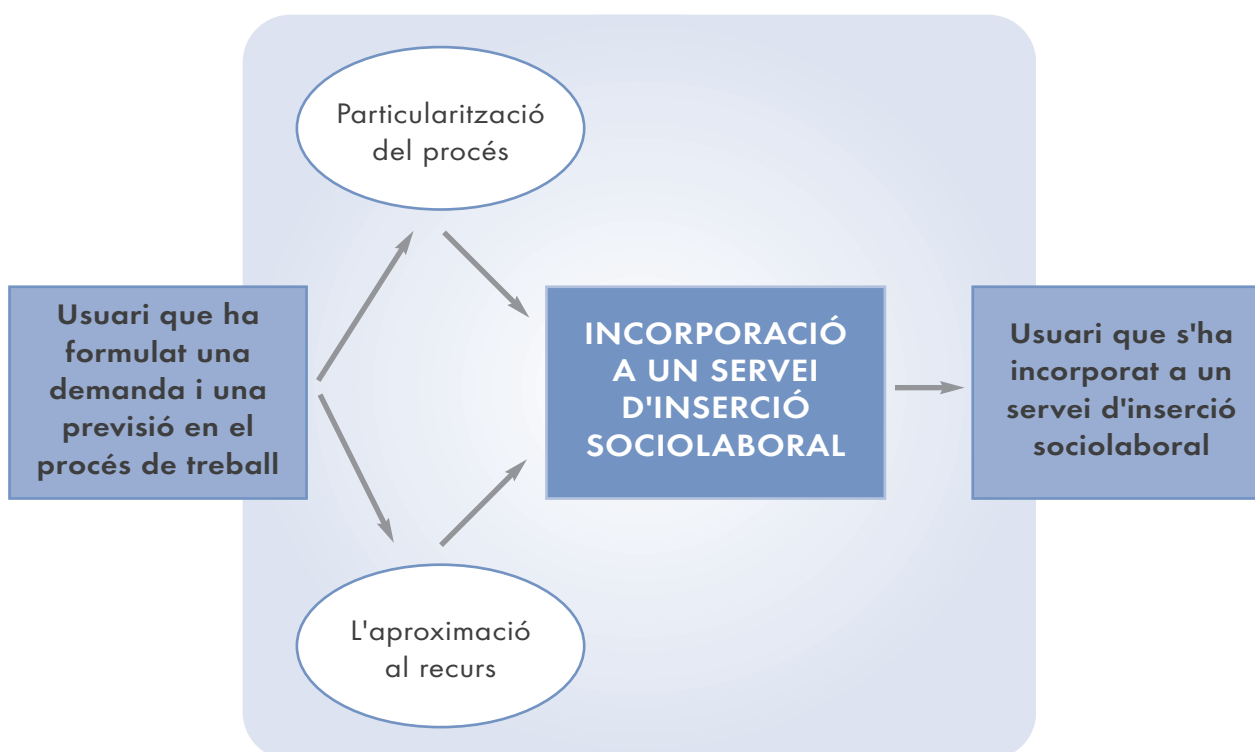 Particularització
del procés
Usuari que ha
formulat una
demanda i una
previsió en el
procés de treball
INCORPORACIÓ
A UN SERVEI
D'INSERCIÓ
SOCIOLABORAL
Usuari que s'ha
incorporat a un
servei d'inserció
sociolaboral
L'aproximació
al recurs